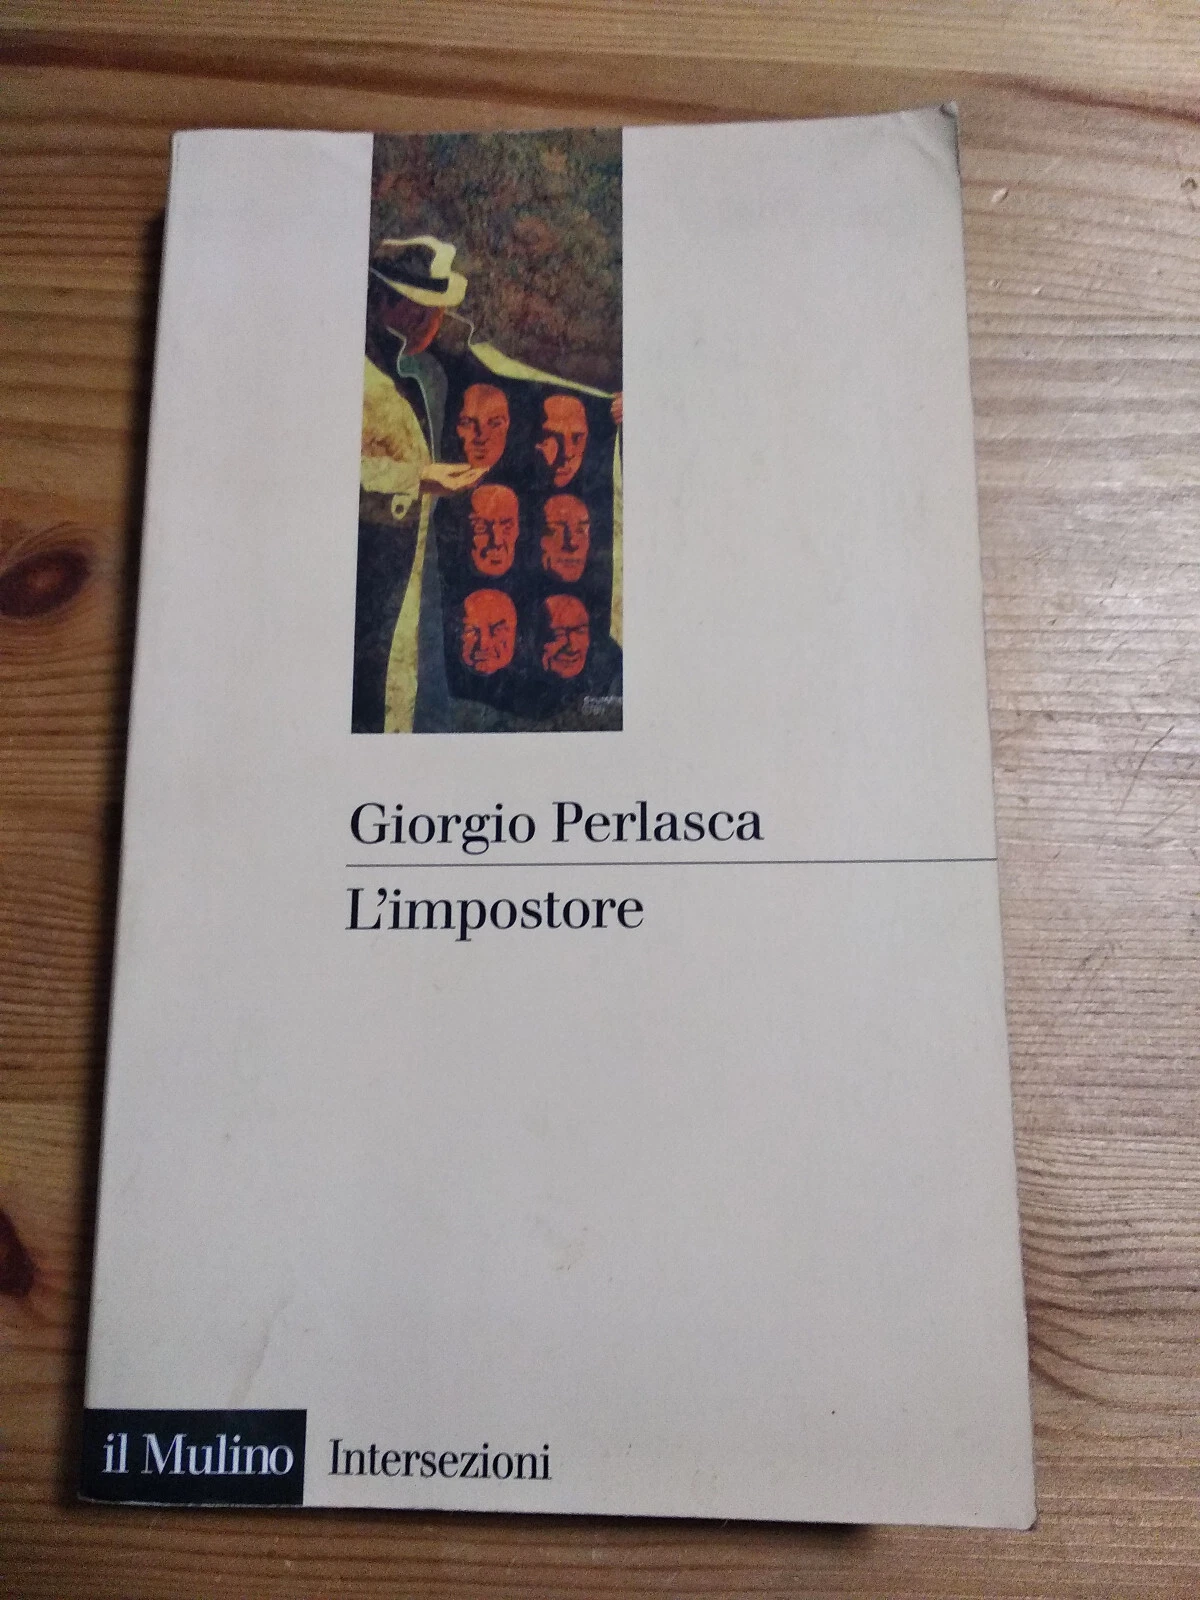 Giorgio Perlasca
L'impostore
il Mulino Intersezioni